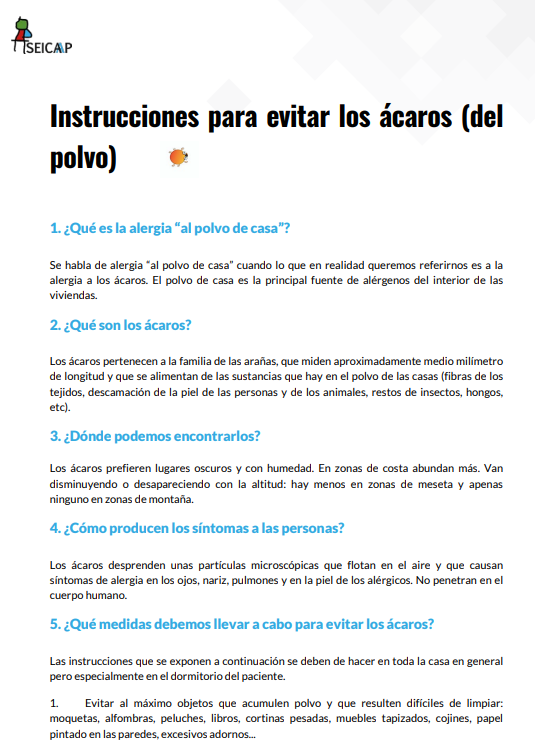 SEICAP
Instrucciones para evitar los ácaros (del
polvo)
1. ¿Qué es la alergia “al polvo de casa”?
Se habla de alergia “al polvo de casa” cuando lo que en realidad queremos referirnos es a la
alergia a los ácaros. El polvo de casa es la principal fuente de alérgenos del interior de las
viviendas.
2. ¿Qué son los ácaros?
Los ácaros pertenecen a la familia de las arañas, que miden aproximadamente medio milímetro
de longitud y que se alimentan de las sustancias que hay en el polvo de las casas (fibras de los
tejidos, descamación de la piel de las personas y de los animales, restos de insectos, hongos,
etc).
3. ¿Dónde podemos encontrarlos?
Los ácaros prefieren lugares oscuros y con humedad. En zonas de costa abundan más. Van
disminuyendo o desapareciendo con la altitud: hay menos en zonas de meseta y apenas
ninguno en zonas de montaña.
4. ¿Cómo producen los síntomas a las personas?
Los ácaros desprenden unas partículas microscópicas que flotan en el aire y que causan
síntomas de alergia en los ojos, nariz, pulmones y en la piel de los alérgicos. No penetran en el
cuerpo humano.
5. ¿Qué medidas debemos llevar a cabo para evitar los ácaros?
Las instrucciones que se exponen a continuación se deben de hacer en toda la casa en general
pero especialmente en el dormitorio del paciente.
1. Evitar al máximo objetos que acumulen polvo y que resulten difíciles de limpiar:
moquetas, alfombras, peluches, libros, cortinas pesadas, muebles tapizados, cojines, papel
pintado en las paredes, excesivos adornos...